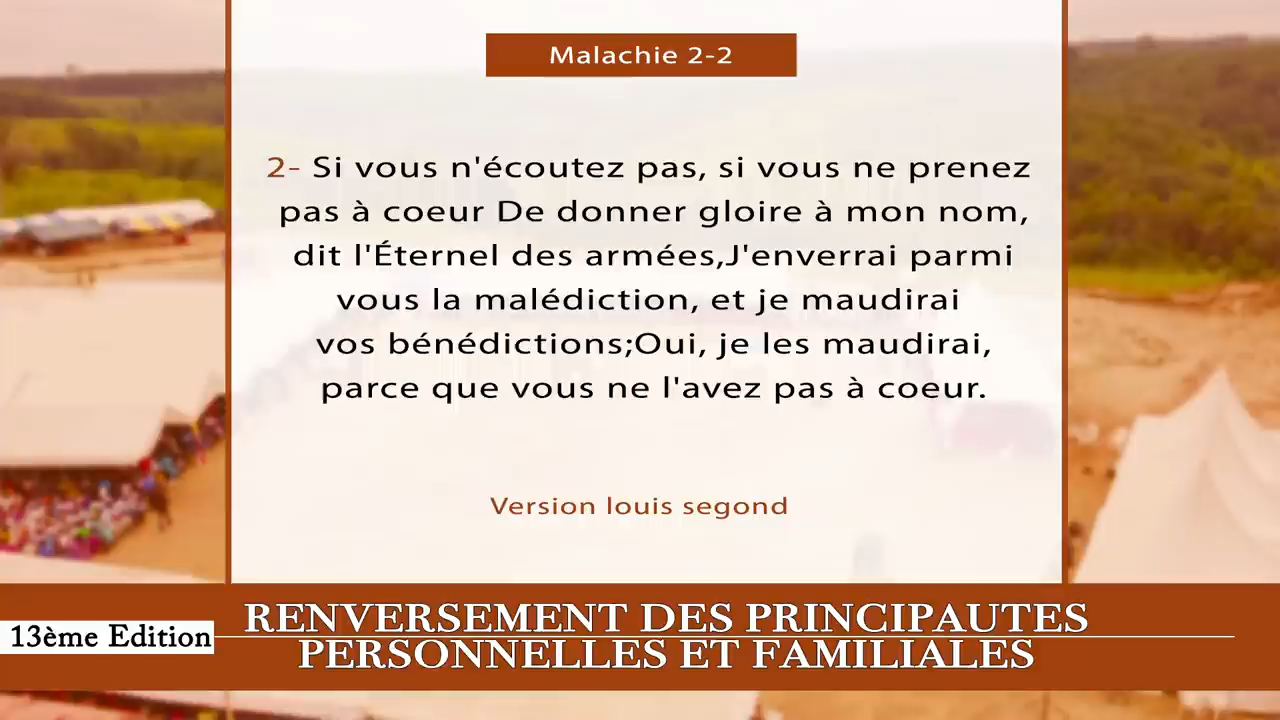 Malachie 2-2
2- Si vous n'écoutez pas, si vous ne prenez
pas à coeur De donner gloire à mon nom,
dit l'Éternel des armées,J'enverrai parmi
vous la malédiction, et je maudirai
vos bénédictions;Oui, je les maudirai,
parce que vous ne l'avez pas à coeur.
Version louis segond
13ème Edition
RENVERSEMENT DES PRINCIPAUTES
PERSONNELLES ET FAMILIALES